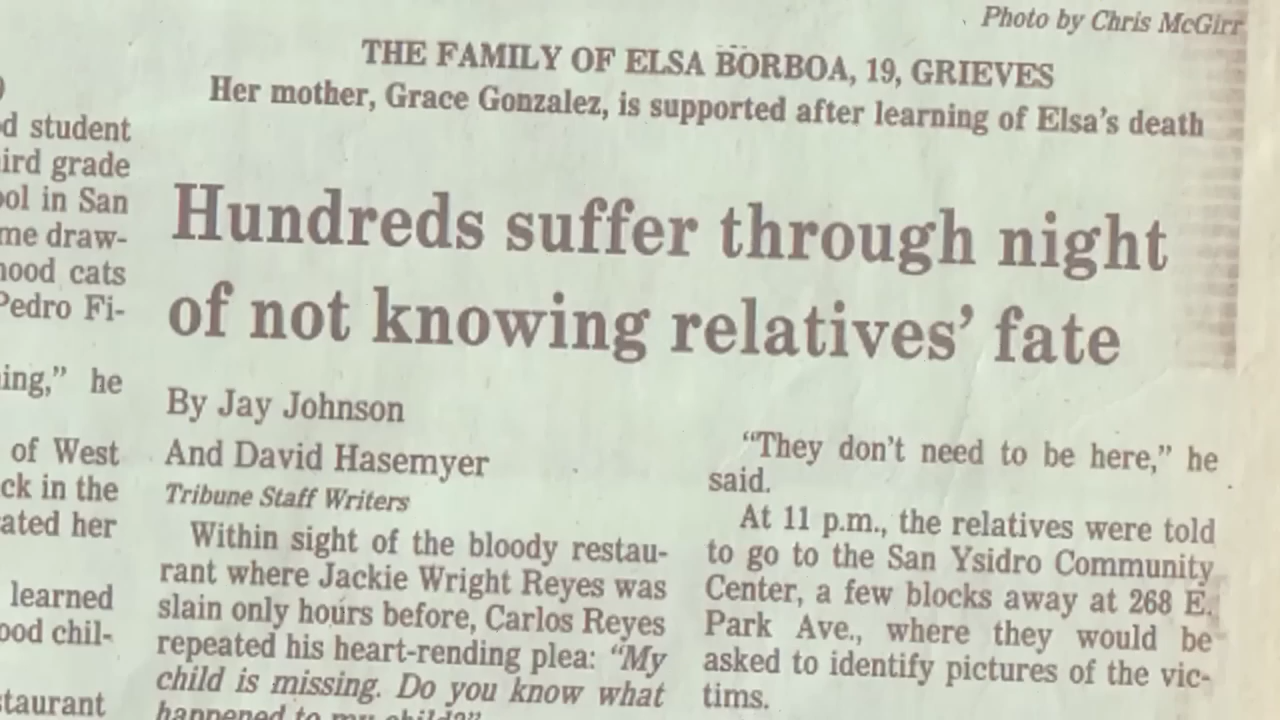 Photo by Chris McGirr
THE FAMILY OF ELSA BORBOA, 19, GRIEVES
Her mother, Grace Gonzalez, is supported after learning of Elsa's death
d student
ird grade
ol in San
me draw-
ood cats
Pedro Fi-
ing," he
of West
ck in the
ated her
learned
ood chil-
staurant
Hundreds suffer through night
of not knowing relatives' fate
By Jay Johnson
And David Hasemyer
Tribune Staff Writers
Within sight of the bloody restau-
rant where Jackie Wright Reyes was
slain only hours before, Carlos Reyes
repeated his heart-rending plea: "My
child is missing. Do you know what
happened to my child?"
"They don't need to be here," he
said.
At 11 p.m., the relatives were told
to go to the San Ysidro Community
Center, a few blocks away at 268 E.
Park Ave., where they would be
asked to identify pictures of the vic-
tims.